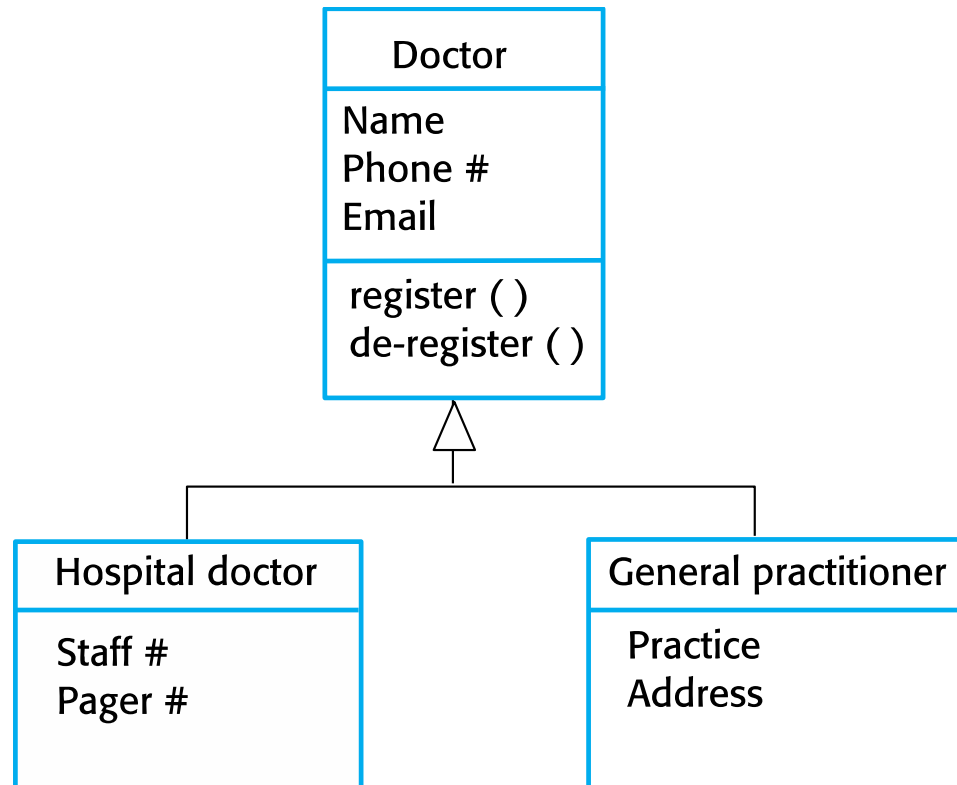 Doctor
Name
Phone #
Email
register ( )
de-register ( )
Hospital doctor
Staff #
Pager #
General practitioner
Practice
Address